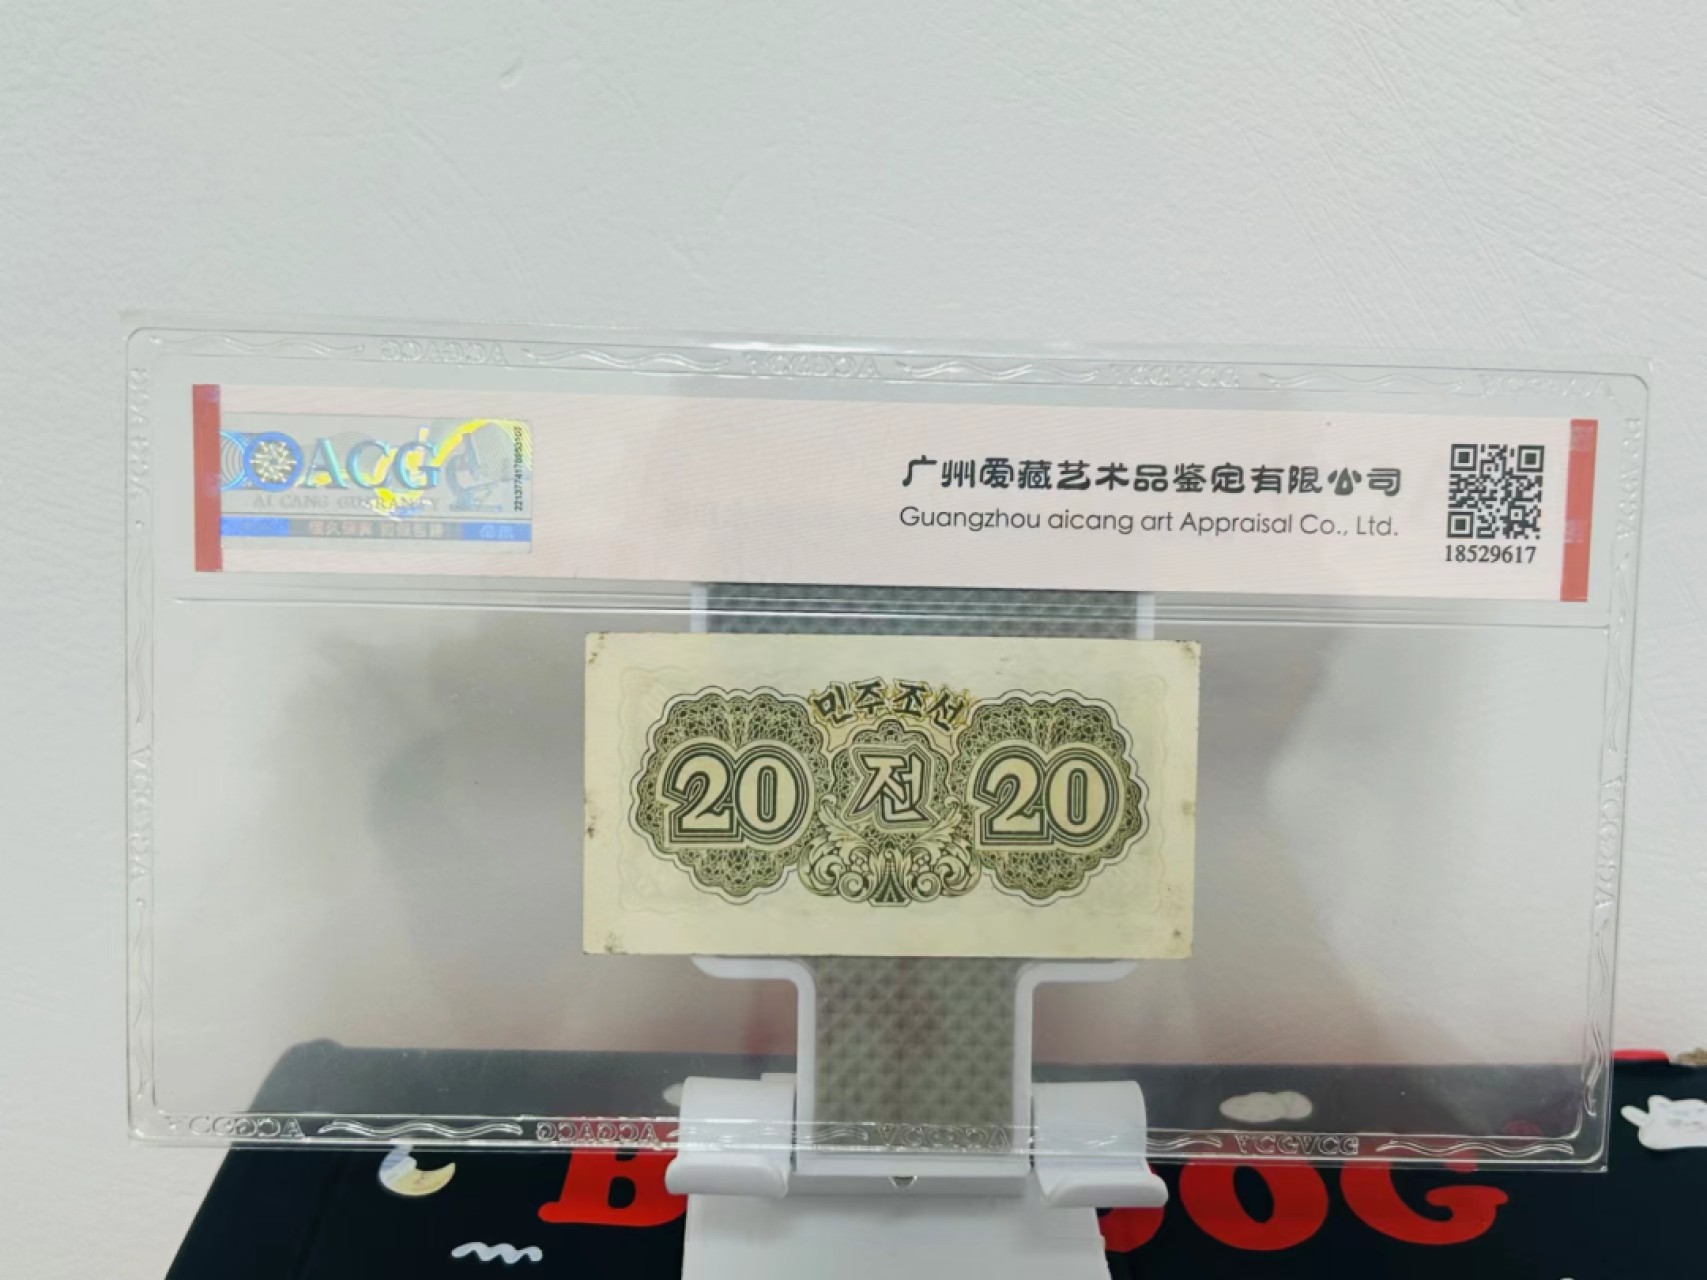 ACG
AI CANG GUARANTY
广州爱藏艺术品鉴定有限公司
Guangzhou aicang art Appraisal Co., Ltd.
18529617
민주조선
20 전 20